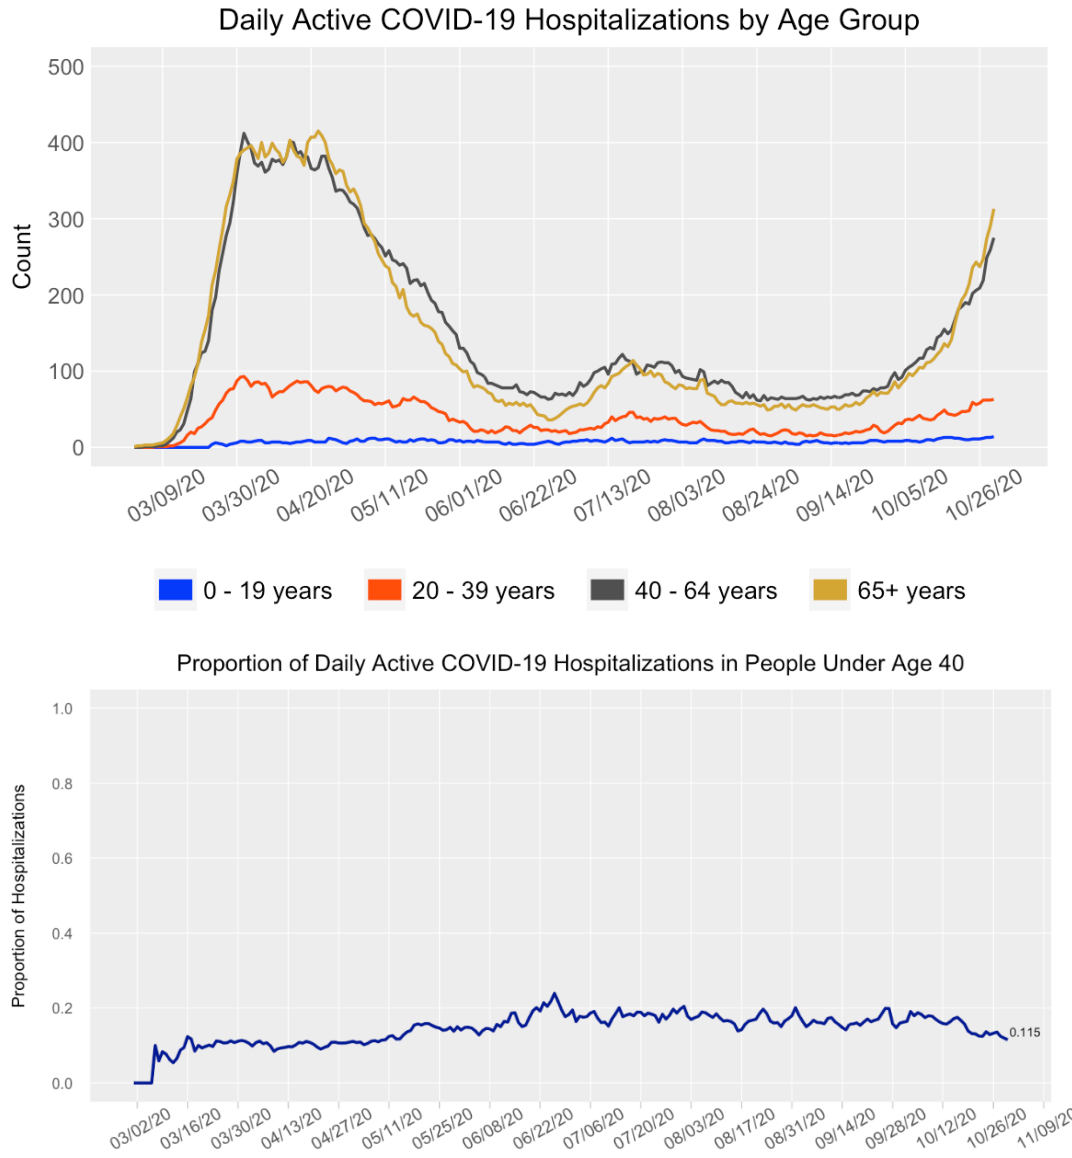 Daily Active COVID-19 Hospitalizations by Age Group
500
400
300
200
100
0
Count
03/09/20 03/30/20 04/20/20 05/11/20 06/01/20 06/22/20 07/13/20 08/03/20 08/24/20 09/14/20 10/05/20 10/26/20
0 - 19 years 20 - 39 years 40 - 64 years 65+ years
Proportion of Daily Active COVID-19 Hospitalizations in People Under Age 40
1.0
0.8
0.6
0.4
0.2
0.0
Proportion of Hospitalizations
0.115
03/02/20 03/16/20 03/30/20 04/13/20 04/27/20 05/11/20 05/25/20 06/08/20 06/22/20 07/06/20 07/20/20 08/03/20 08/17/20 08/31/20 09/14/20 09/28/20 10/12/20 10/26/20 11/09/20